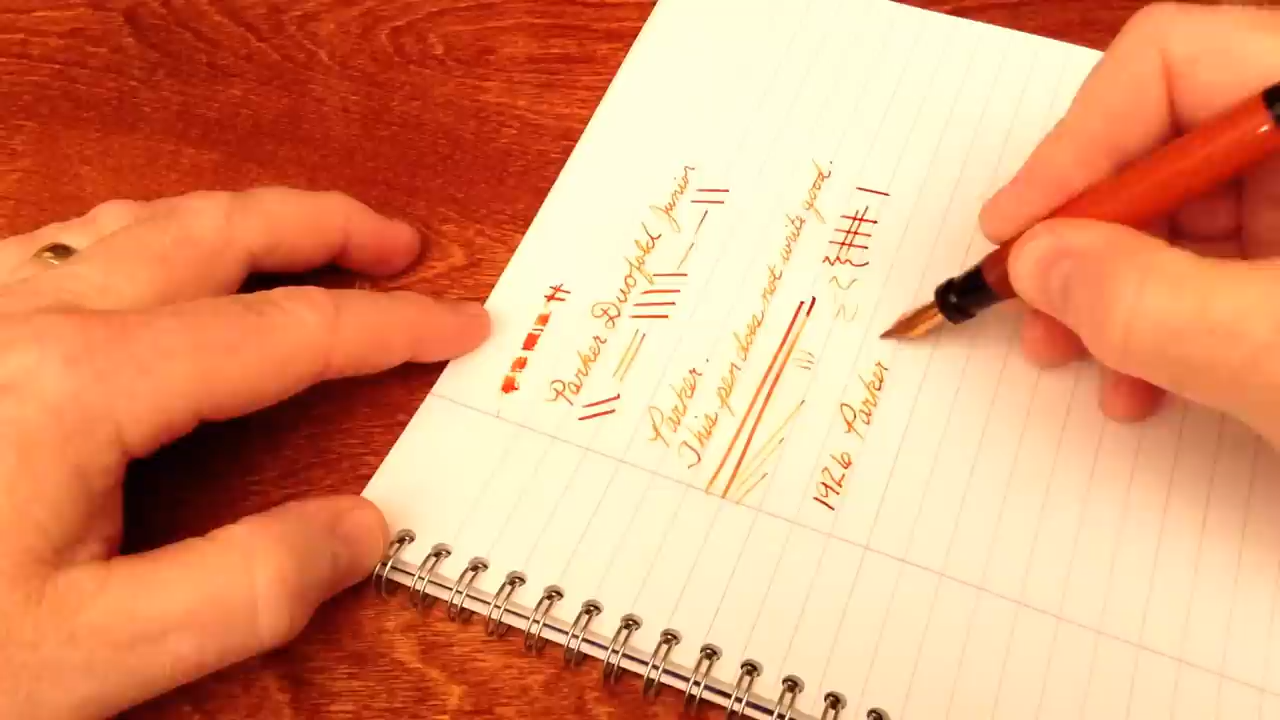 Parker Duofold Junior
Parker.
This pen does not write good.
1926 Parker